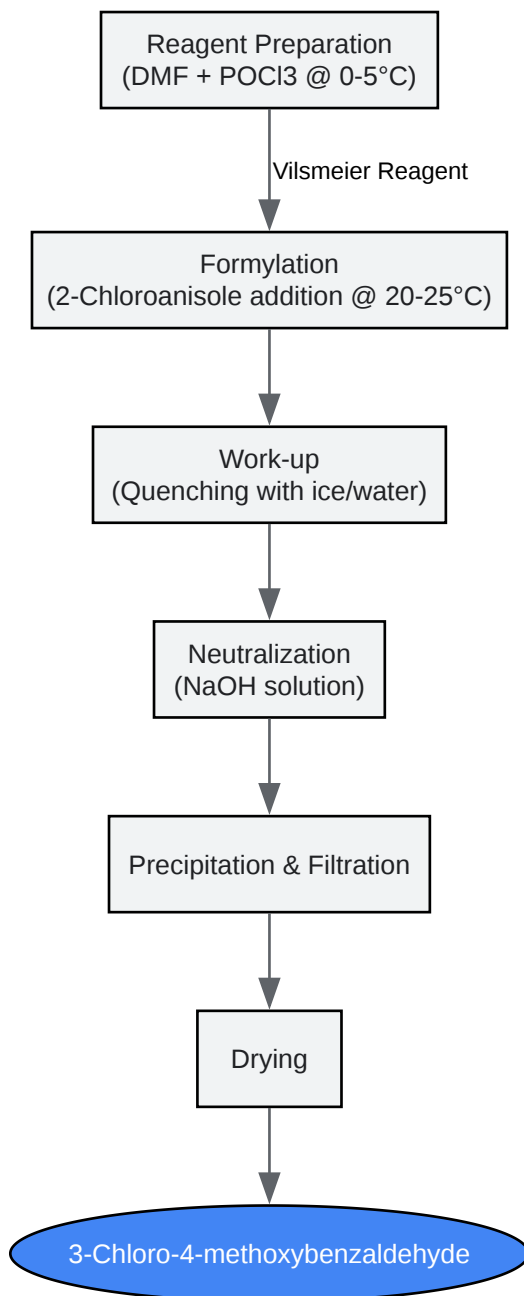 Reagent Preparation
(DMF + POCl3 @ 0-5°C)
Vilsmeier Reagent
Formylation
(2-Chloroanisole addition @ 20-25°C)
Work-up
(Quenching with ice/water)
Neutralization
(NaOH solution)
Precipitation & Filtration
Drying
3-Chloro-4-methoxybenzaldehyde